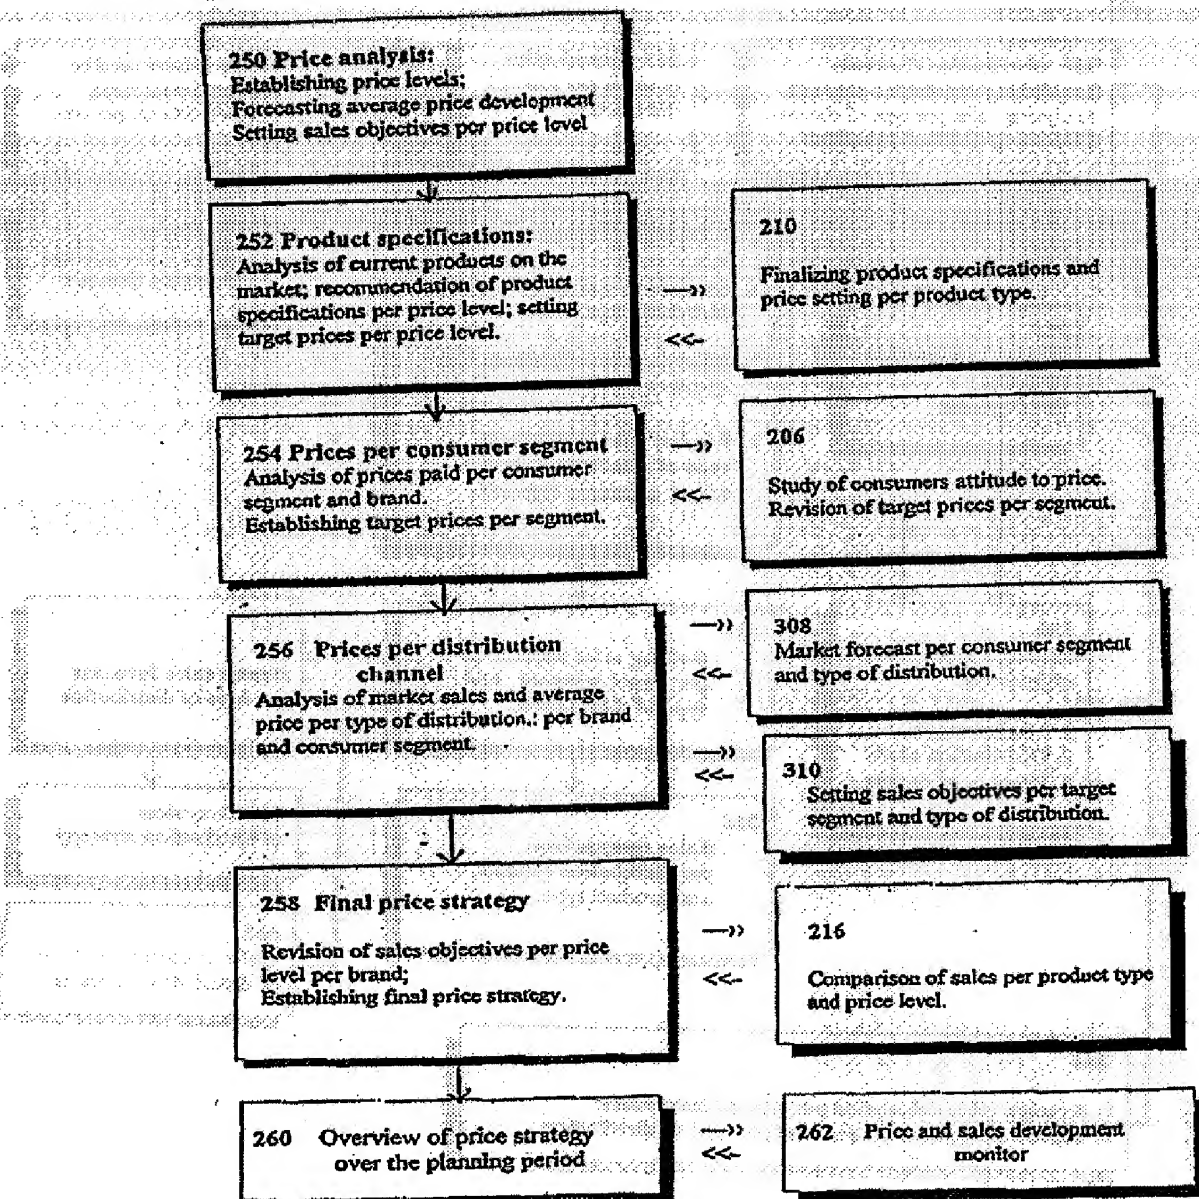 250 Price analysis:
Establishing price levels;
Forecasting average price development
Setting sales objectives per price level
252 Product specifications:
Analysis of current products on the
market; recommendation of product
specifications per price level; setting
target prices per price level.
—»
<<-
210
Finalizing product specifications and
price setting per product type.
254 Prices per consumer segment
Analysis of prices paid per consumer
segment and brand.
Establishing target prices per segment.
—»
<<-
206
Study of consumers attitude to price.
Revision of target prices per segment.
256 Prices per distribution
channel
Analysis of market sales and average
price per type of distribution.: per brand
and consumer segment.
—»
<<-
308
Market forecast per consumer segment
and type of distribution.
—»
<<-
310
Setting sales objectives per target
segment and type of distribution.
258 Final price strategy
Revision of sales objectives per price
level per brand;
Establishing final price strategy.
—»
<<-
216
Comparison of sales per product type
and price level.
260 Overview of price strategy
over the planning period
—»
<<-
262 Price and sales development
monitor